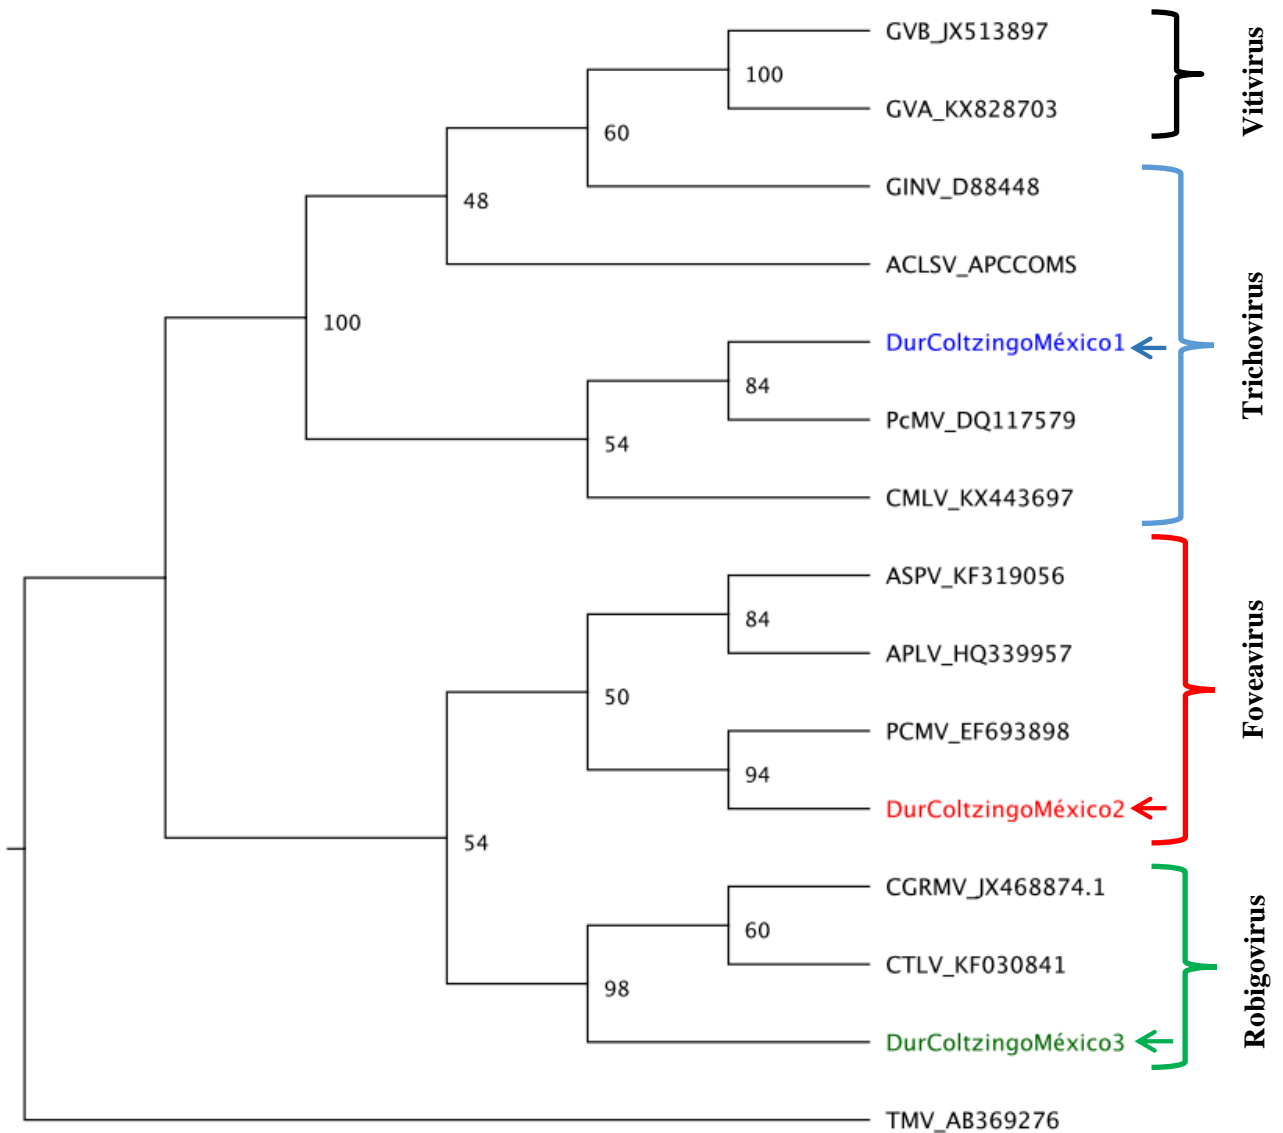 GVB_JX513897
100
GVA_KX828703
60
GINV_D88448
48
ACLSV_APCCOMS
100
DurColtzingoMéxico1
84
PcMV_DQ117579
54
CMLV_KX443697
ASPV_KF319056
84
APLV_HQ339957
50
PCMV_EF693898
94
DurColtzingoMéxico2
54
CGRMV_JX468874.1
60
CTLV_KF030841
98
DurColtzingoMéxico3
TMV_AB369276
Vitivirus
Trichovirus
Foveavirus
Robigovirus